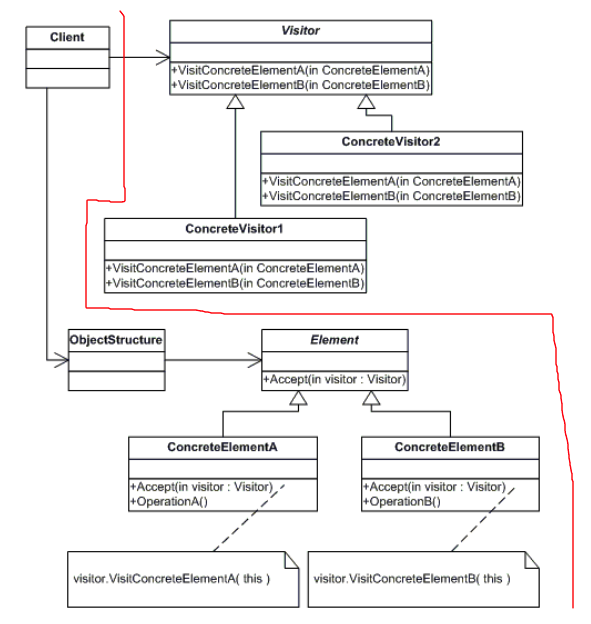 Client
Visitor
+VisitConcreteElementA(in ConcreteElementA)
+VisitConcreteElementB(in ConcreteElementB)
ConcreteVisitor2
+VisitConcreteElementA(in ConcreteElementA)
+VisitConcreteElementB(in ConcreteElementB)
ConcreteVisitor1
+VisitConcreteElementA(in ConcreteElementA)
+VisitConcreteElementB(in ConcreteElementB)
ObjectStructure
Element
+Accept(in visitor : Visitor)
ConcreteElementA
+Accept(in visitor : Visitor)
+OperationA()
ConcreteElementB
+Accept(in visitor : Visitor)
+OperationB()
visitor.VisitConcreteElementA( this )
visitor.VisitConcreteElementB( this )